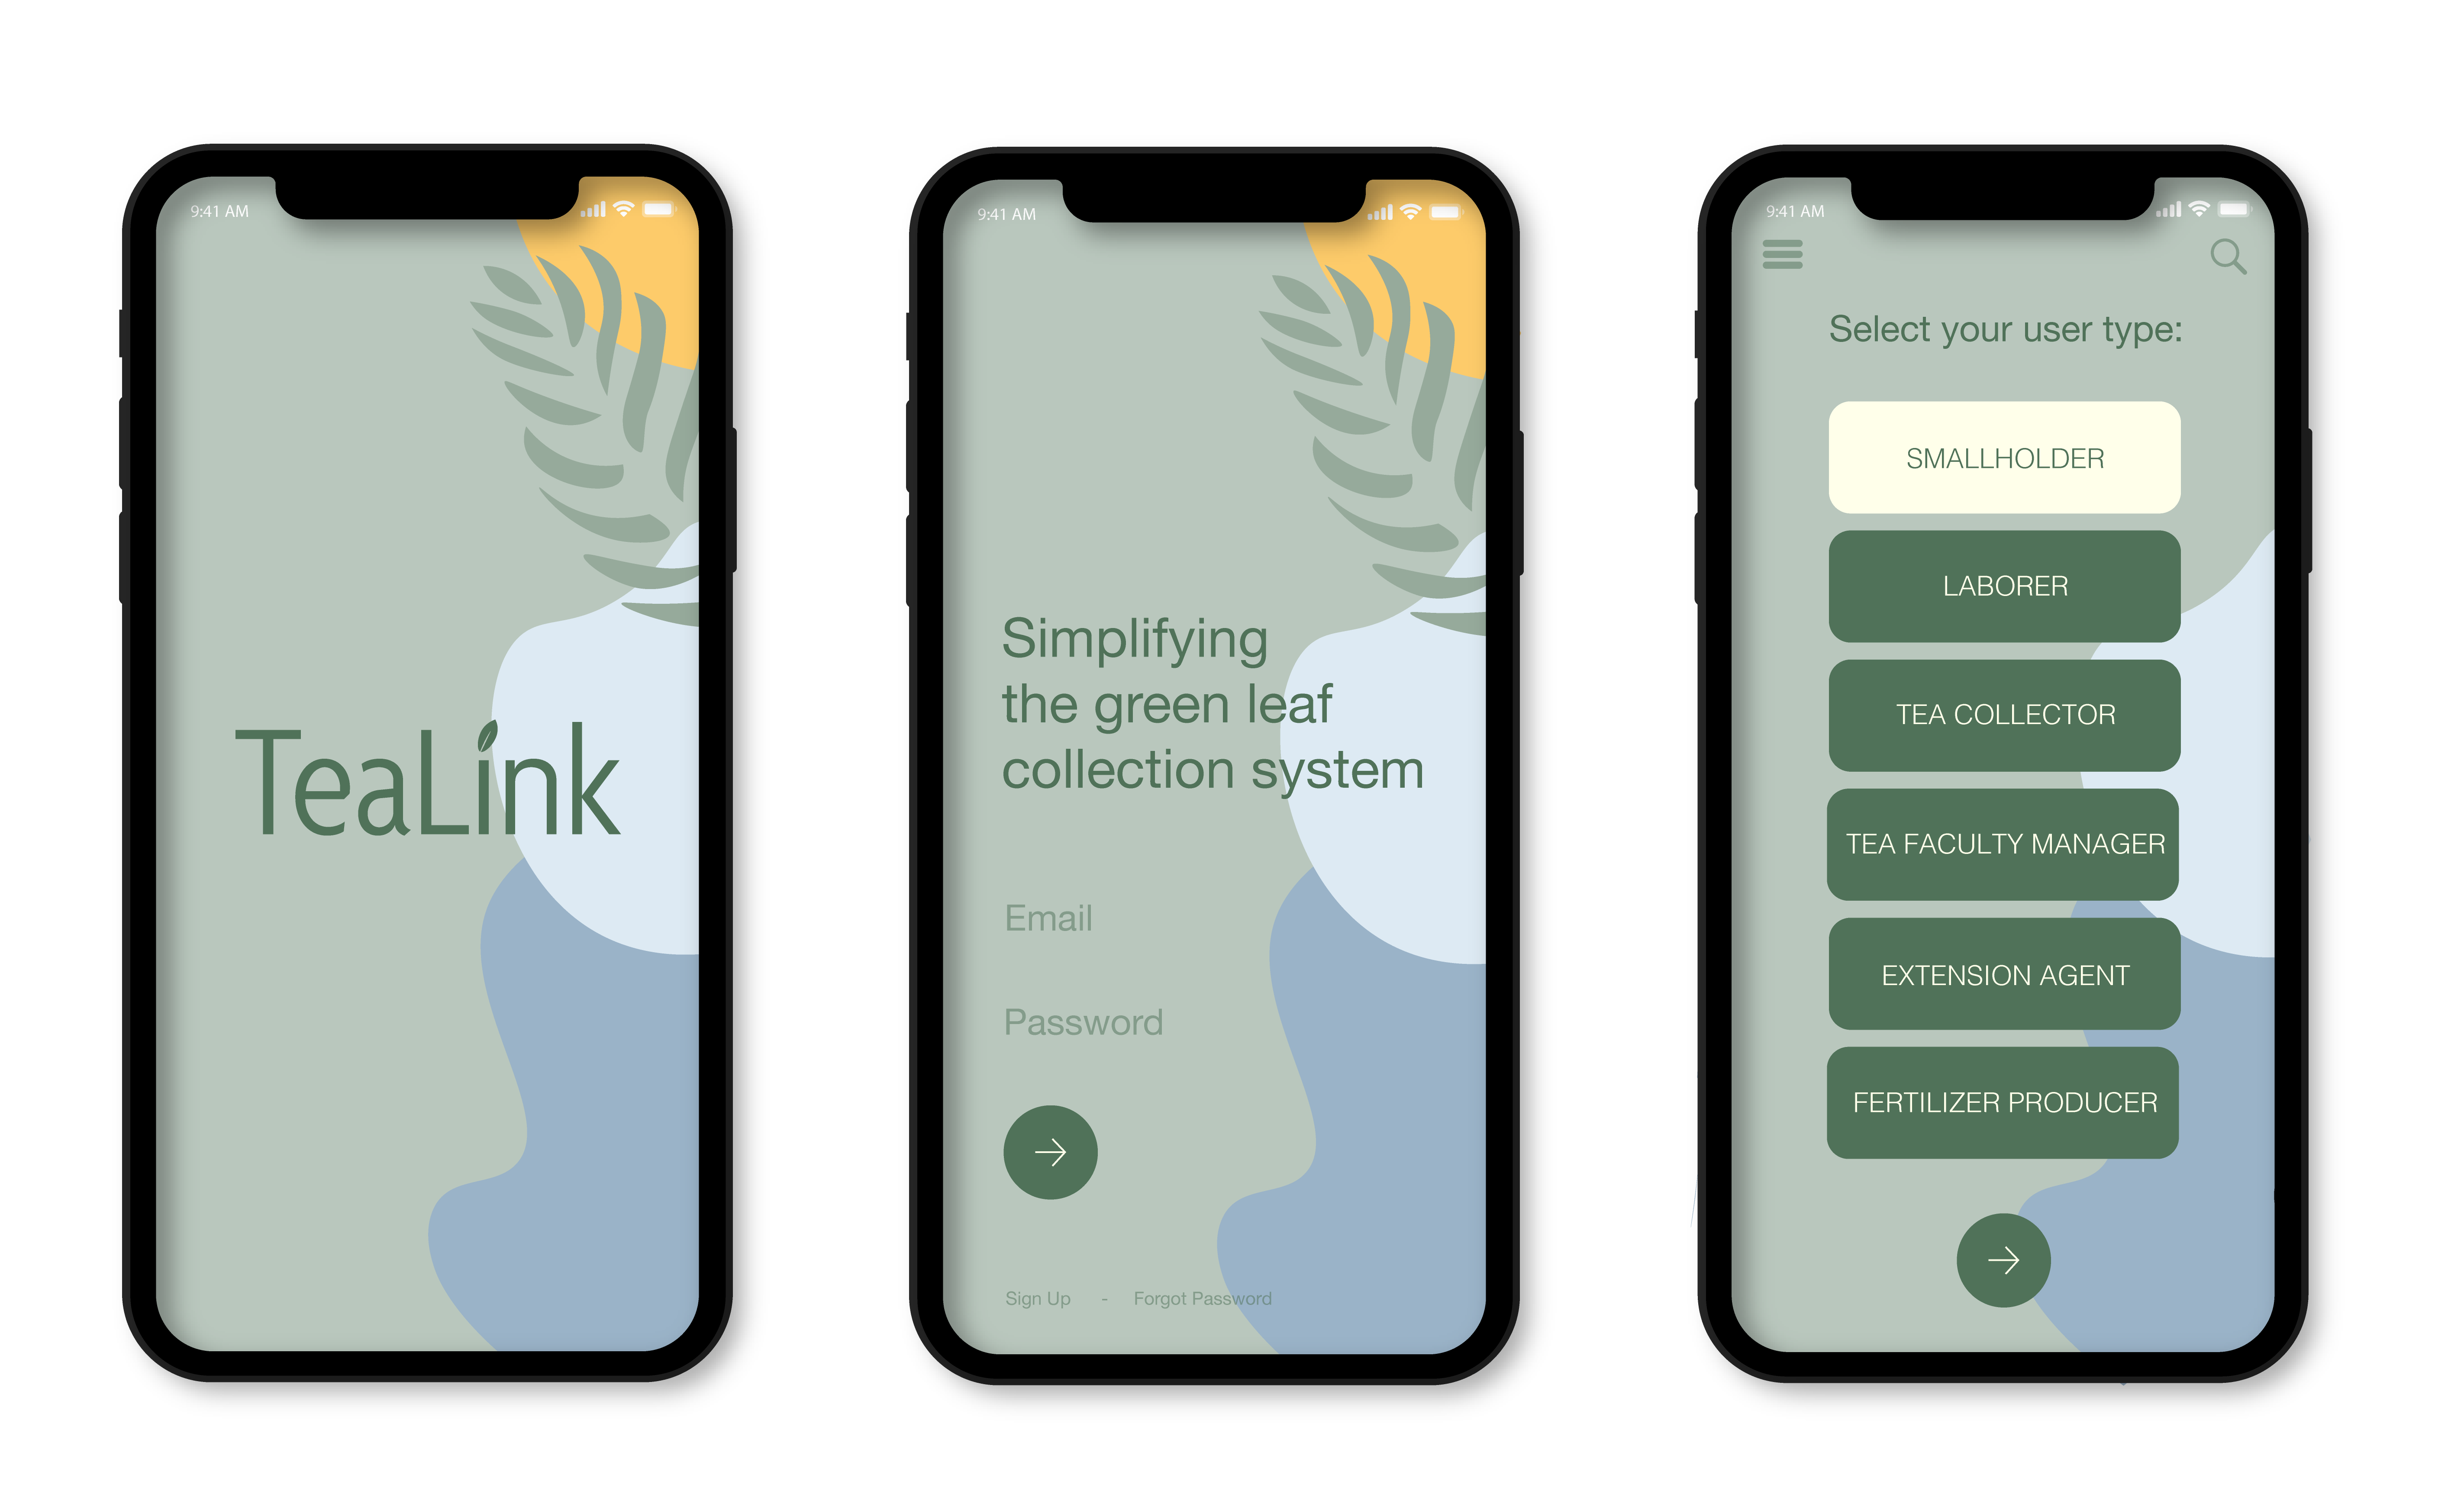 9:41 AM
TeaLink
9:41 AM
Simplifying
the green leaf
collection system
Email
Password
Sign Up - Forgot Password
9:41 AM
Select your user type:
SMALLHOLDER
LABORER
TEA COLLECTOR
TEA FACULTY MANAGER
EXTENSION AGENT
FERTILIZER PRODUCER